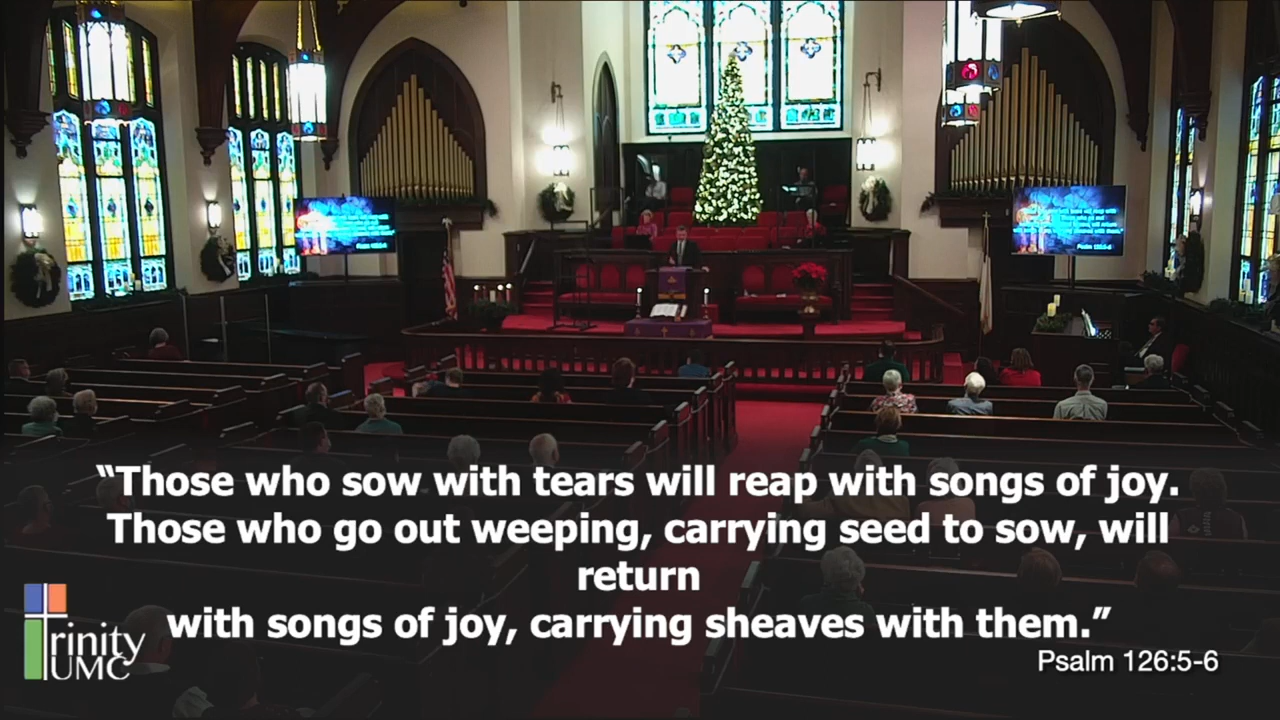 “Those who sow with tears will reap with songs of joy.
Those who go out weeping, carrying seed to sow, will
return
with songs of joy, carrying sheaves with them.”
Psalm 126:5-6
Trinity
UMC